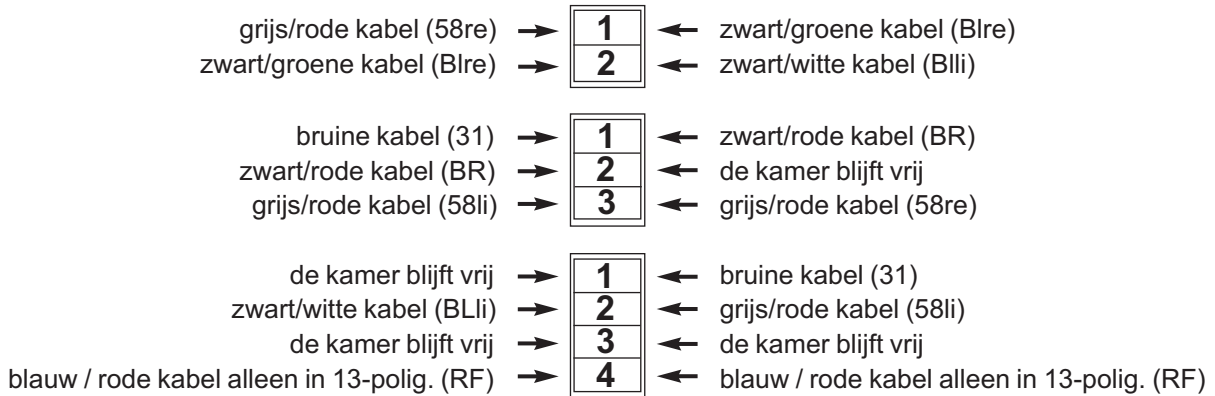 grijs/rode kabel (58re) 1 zwart/groene kabel (Blre)
zwart/groene kabel (Blre) 2 zwart/witte kabel (Blli)
bruine kabel (31) 1 zwart/rode kabel (BR)
zwart/rode kabel (BR) 2 de kamer blijft vrij
grijs/rode kabel (58li) 3 grijs/rode kabel (58re)
de kamer blijft vrij 1 bruine kabel (31)
zwart/witte kabel (BLli) 2 grijs/rode kabel (58li)
de kamer blijft vrij 3 de kamer blijft vrij
blauw / rode kabel alleen in 13-polig. (RF) 4 blauw / rode kabel alleen in 13-polig. (RF)